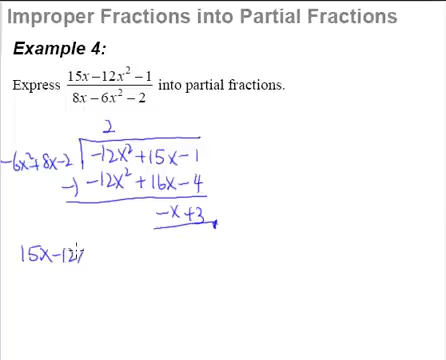 Improper Fractions into Partial Fractions
Example 4:
Express (15x−12x²−1)/(8x−6x²−2) into partial fractions.
2
−6x²+8x−2 ) −12x²+15x−1
−) −12x²+16x−4
−x+3
15x−12